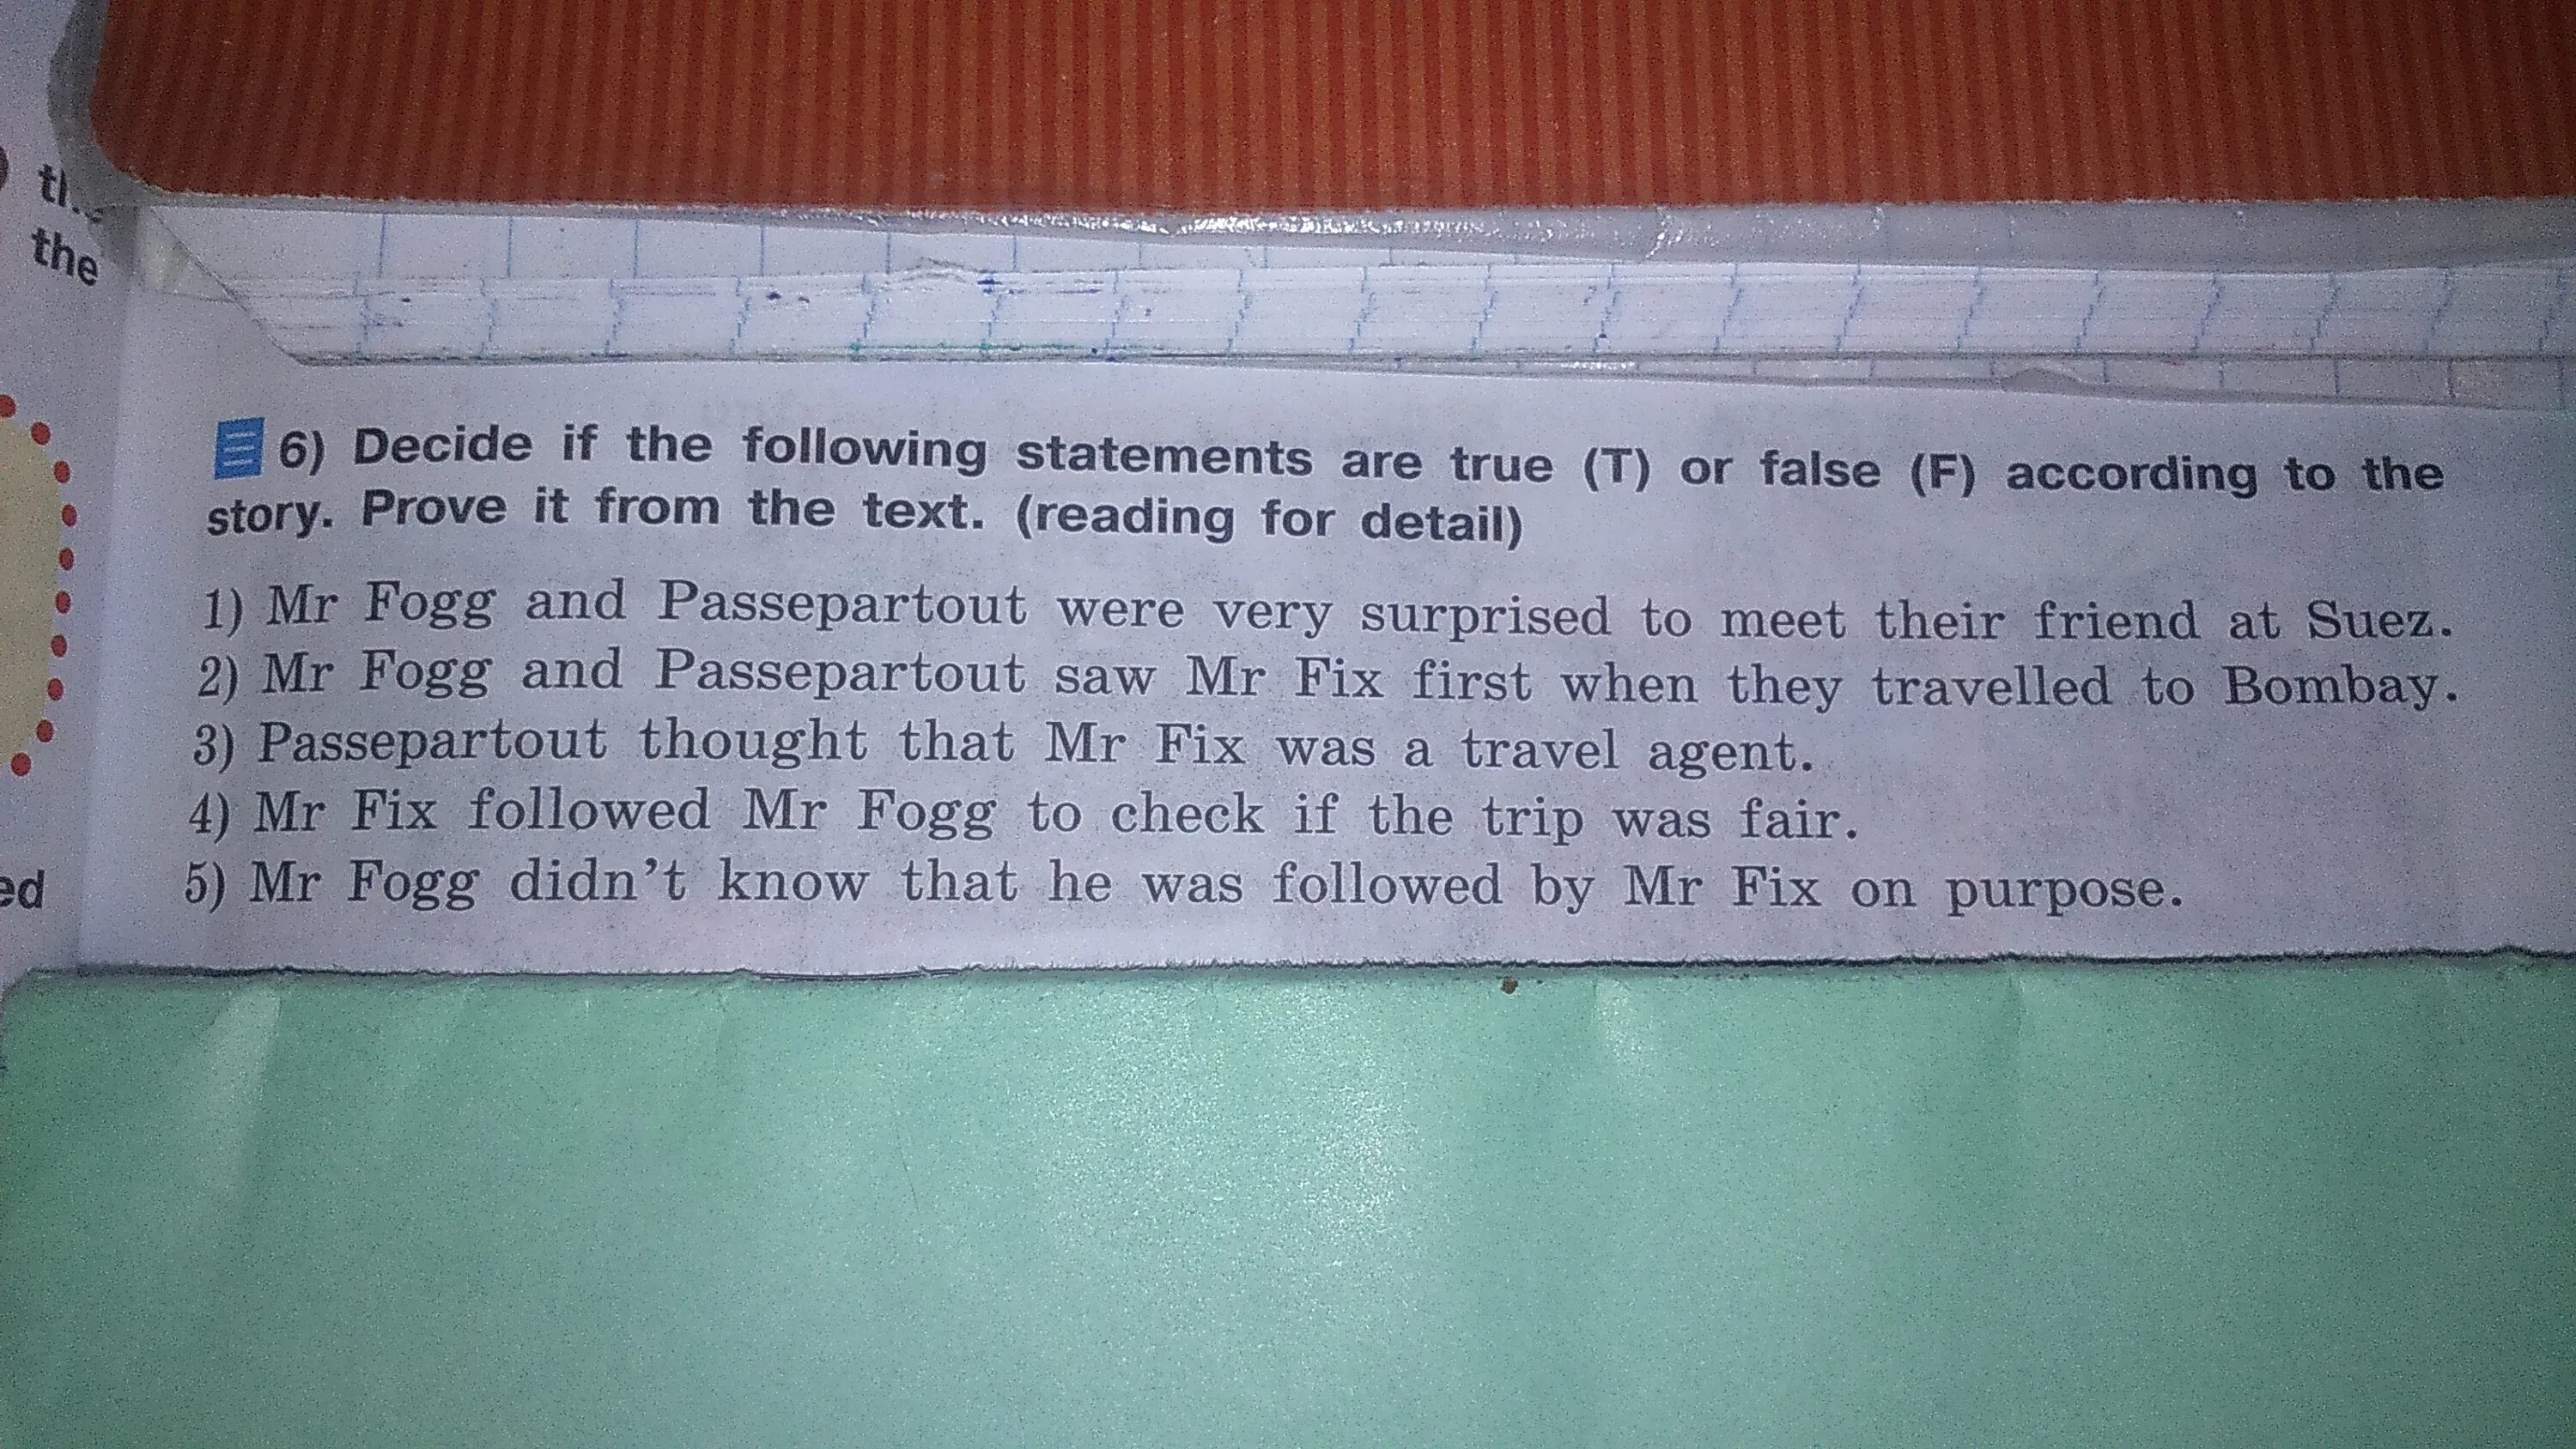 the
6) Decide if the following statements are true (T) or false (F) according to the
story. Prove it from the text. (reading for detail)
1) Mr Fogg and Passepartout were very surprised to meet their friend at Suez.
2) Mr Fogg and Passepartout saw Mr Fix first when they travelled to Bombay.
3) Passepartout thought that Mr Fix was a travel agent.
4) Mr Fix followed Mr Fogg to check if the trip was fair.
5) Mr Fogg didn't know that he was followed by Mr Fix on purpose.
ed